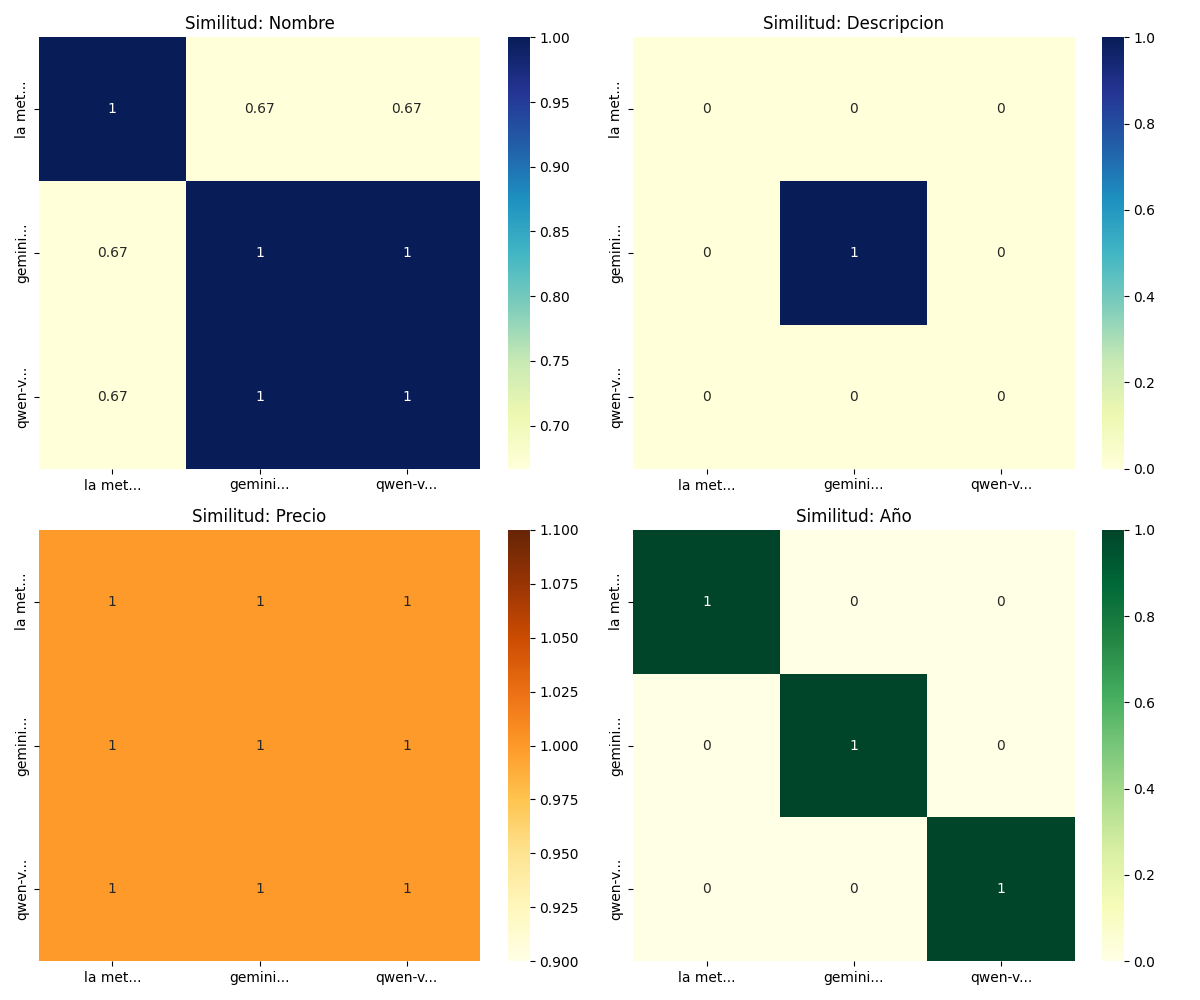 Similitud: Nombre
la met...
gemini...
qwen-v...
1
0.67
0.67
0.67
1
1
0.67
1
1
la met...
gemini...
qwen-v...
1.00
0.95
0.90
0.85
0.80
0.75
0.70
Similitud: Descripcion
la met...
gemini...
qwen-v...
0
0
0
0
1
0
0
0
0
la met...
gemini...
qwen-v...
1.0
0.8
0.6
0.4
0.2
0.0
Similitud: Precio
la met...
gemini...
qwen-v...
1
1
1
1
1
1
1
1
1
la met...
gemini...
qwen-v...
1.100
1.075
1.050
1.025
1.000
0.975
0.950
0.925
0.900
Similitud: Año
la met...
gemini...
qwen-v...
1
0
0
0
1
0
0
0
1
la met...
gemini...
qwen-v...
1.0
0.8
0.6
0.4
0.2
0.0